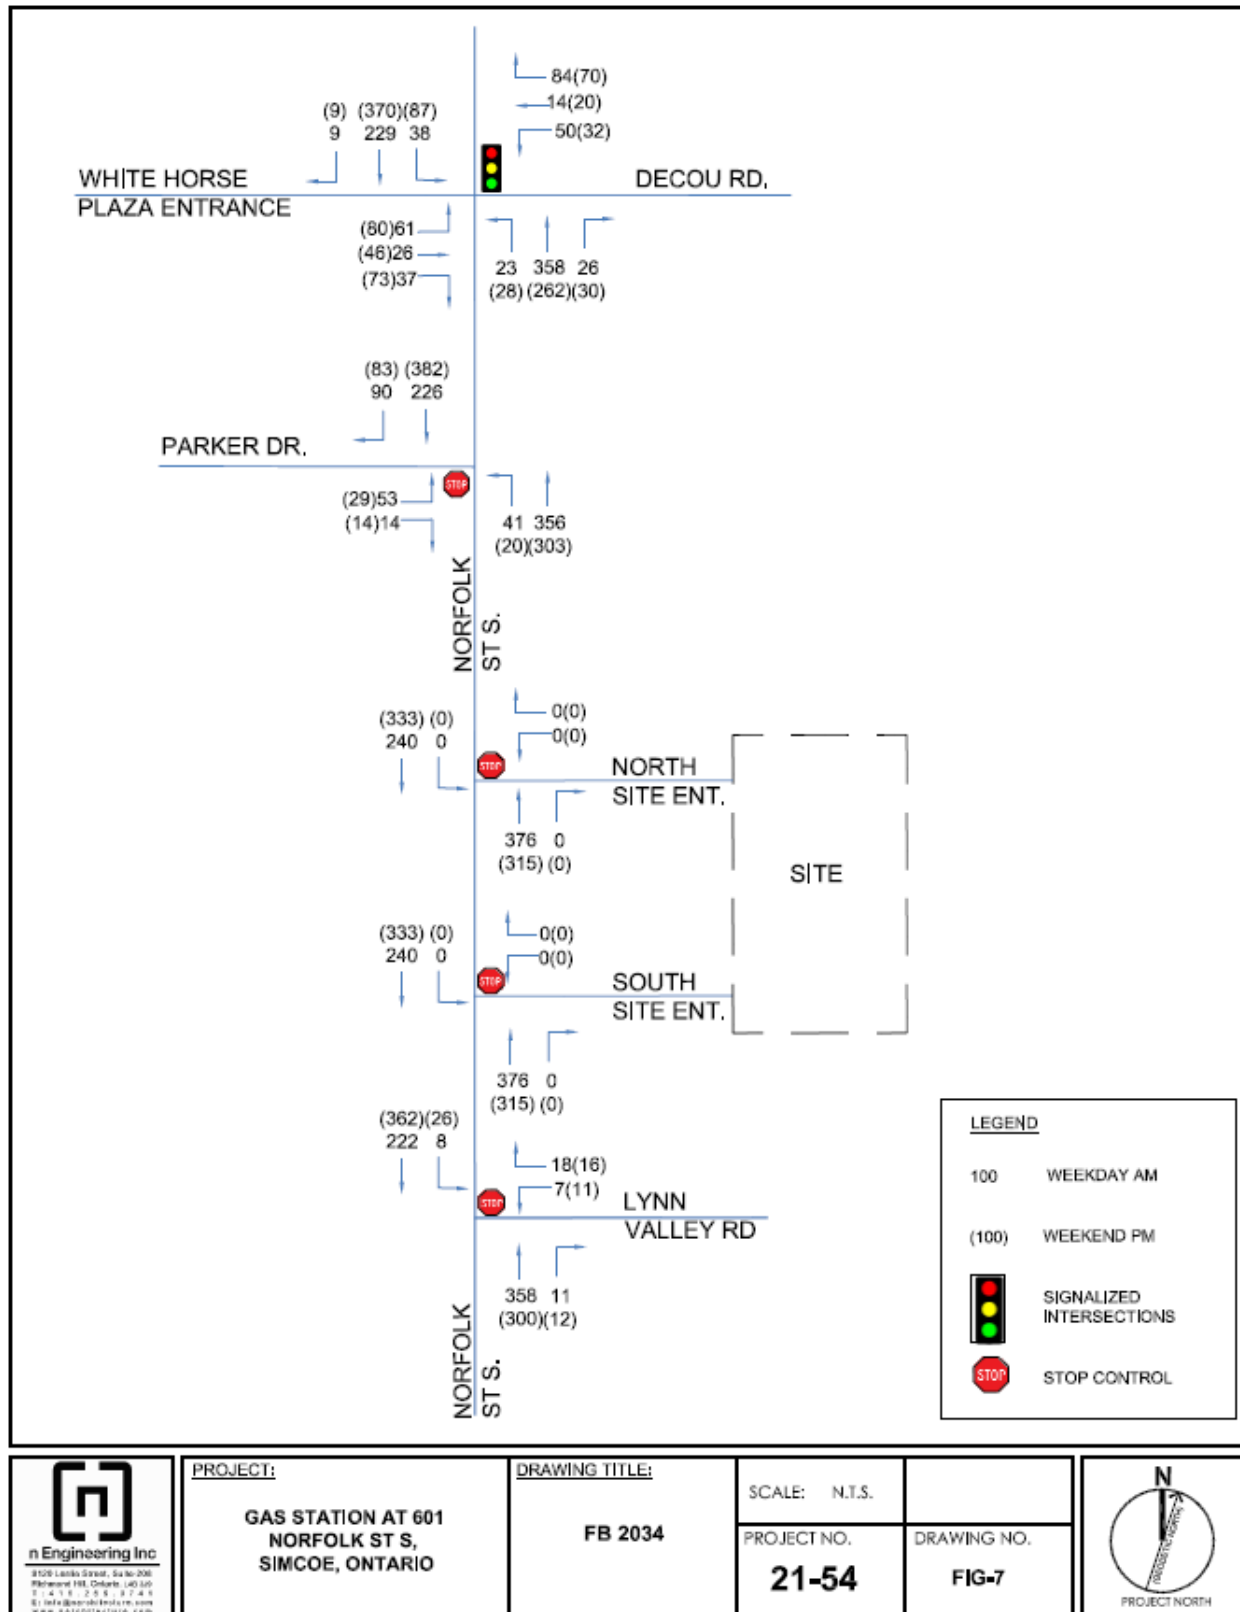 84(70)
14(20)
50(32)
(9) (370)(87)
9 229 38
WHITE HORSE
PLAZA ENTRANCE
DECOU RD,
(80)61
(46)26
(73)37
23 358 26
(28) (262)(30)
(83) (382)
90 226
PARKER DR.
STOP
(29)53
(14)14
41 356
(20)(303)
NORFOLK
ST S.
0(0)
0(0)
(333) (0)
240 0
STOP
NORTH
SITE ENT.
376 0
(315) (0)
SITE
0(0)
0(0)
(333) (0)
240 0
STOP
SOUTH
SITE ENT.
376 0
(315) (0)
(362)(26)
222 8
18(16)
7(11)
STOP
LYNN
VALLEY RD
358 11
(300)(12)
NORFOLK
ST S.
LEGEND
100 WEEKDAY AM
(100) WEEKEND PM
SIGNALIZED
INTERSECTIONS
STOP
STOP CONTROL
n
n Engineering Inc
PROJECT:
GAS STATION AT 601
NORFOLK ST S,
SIMCOE, ONTARIO
DRAWING TITLE:
FB 2034
SCALE: N.T.S.
PROJECT NO.
21-54
DRAWING NO.
FIG-7
N
PROJECT NORTH